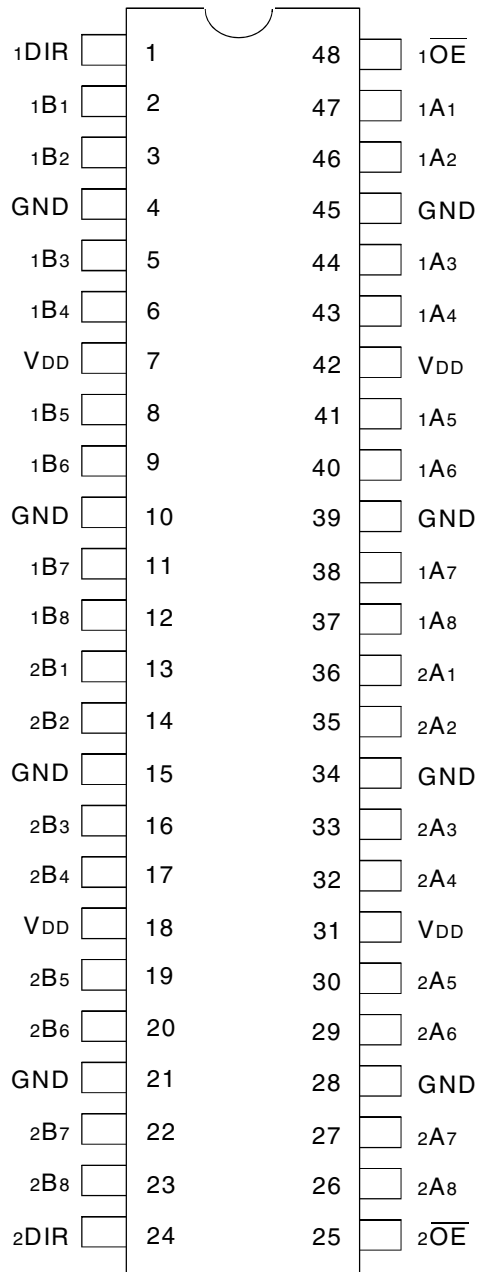 1DIR 1 48 1O̅E̅
1B1 2 47 1A1
1B2 3 46 1A2
GND 4 45 GND
1B3 5 44 1A3
1B4 6 43 1A4
VDD 7 42 VDD
1B5 8 41 1A5
1B6 9 40 1A6
GND 10 39 GND
1B7 11 38 1A7
1B8 12 37 1A8
2B1 13 36 2A1
2B2 14 35 2A2
GND 15 34 GND
2B3 16 33 2A3
2B4 17 32 2A4
VDD 18 31 VDD
2B5 19 30 2A5
2B6 20 29 2A6
GND 21 28 GND
2B7 22 27 2A7
2B8 23 26 2A8
2DIR 24 25 2O̅E̅